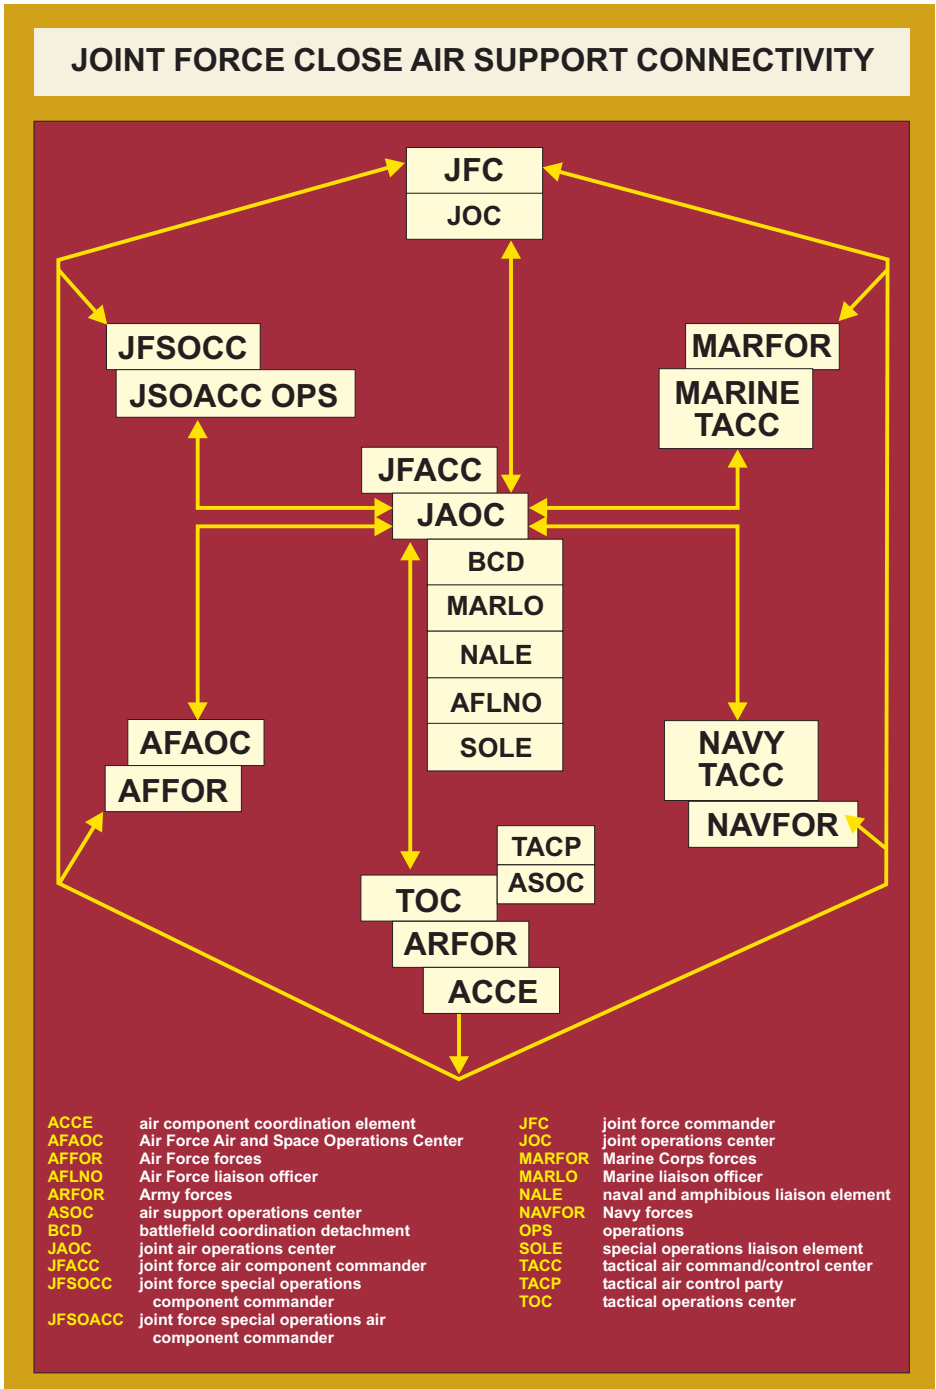 JOINT FORCE CLOSE AIR SUPPORT CONNECTIVITY
JFC
JOC
JFSOCC
JSOACC OPS
MARFOR
MARINE
TACC
JFACC
JAOC
BCD
MARLO
NALE
AFLNO
SOLE
AFAOC
AFFOR
NAVY
TACC
NAVFOR
TACP
ASOC
TOC
ARFOR
ACCE
ACCE air component coordination element
AFAOC Air Force Air and Space Operations Center
AFFOR Air Force forces
AFLNO Air Force liaison officer
ARFOR Army forces
ASOC air support operations center
BCD battlefield coordination detachment
JAOC joint air operations center
JFACC joint force air component commander
JFSOCC joint force special operations
component commander
JFSOACC joint force special operations air
component commander
JFC joint force commander
JOC joint operations center
MARFOR Marine Corps forces
MARLO Marine liaison officer
NALE naval and amphibious liaison element
NAVFOR Navy forces
OPS operations
SOLE special operations liaison element
TACC tactical air command/control center
TACP tactical air control party
TOC tactical operations center